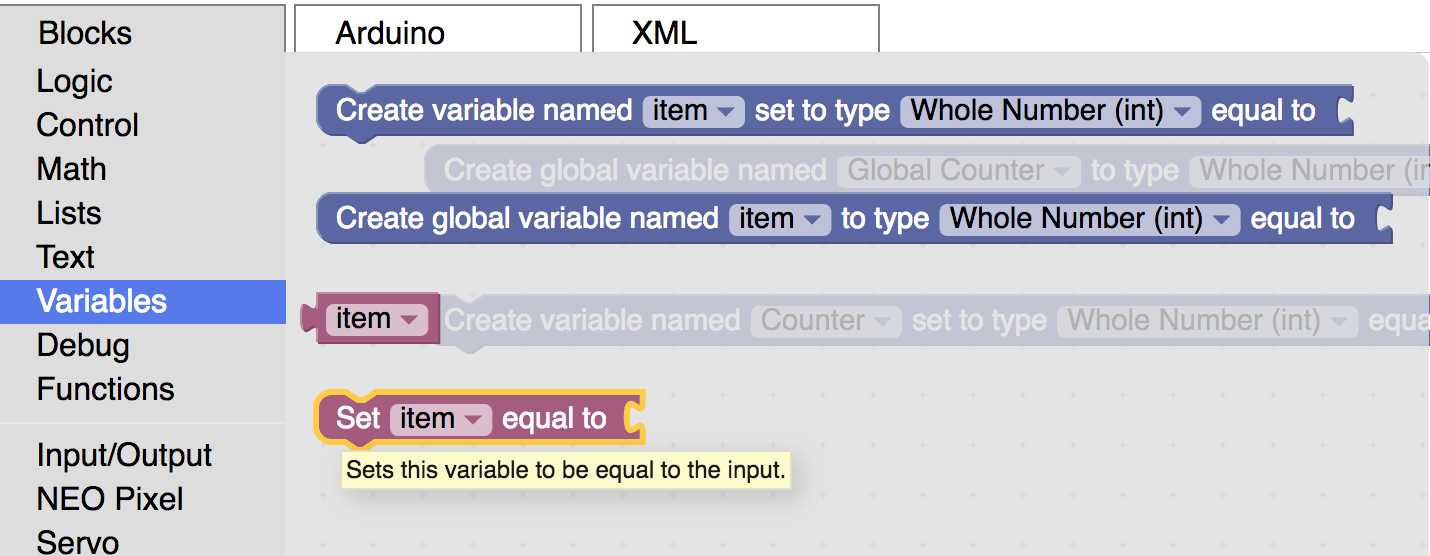 Blocks
Arduino
XML
Logic
Control
Math
Lists
Text
Variables
Debug
Functions
Input/Output
NEO Pixel
Servo
Create variable named item set to type Whole Number (int) equal to
Create global variable named Global Counter to type Whole Number (in
Create global variable named item to type Whole Number (int) equal to
item
Create variable named Counter set to type Whole Number (int) equa
Set item equal to
Sets this variable to be equal to the input.